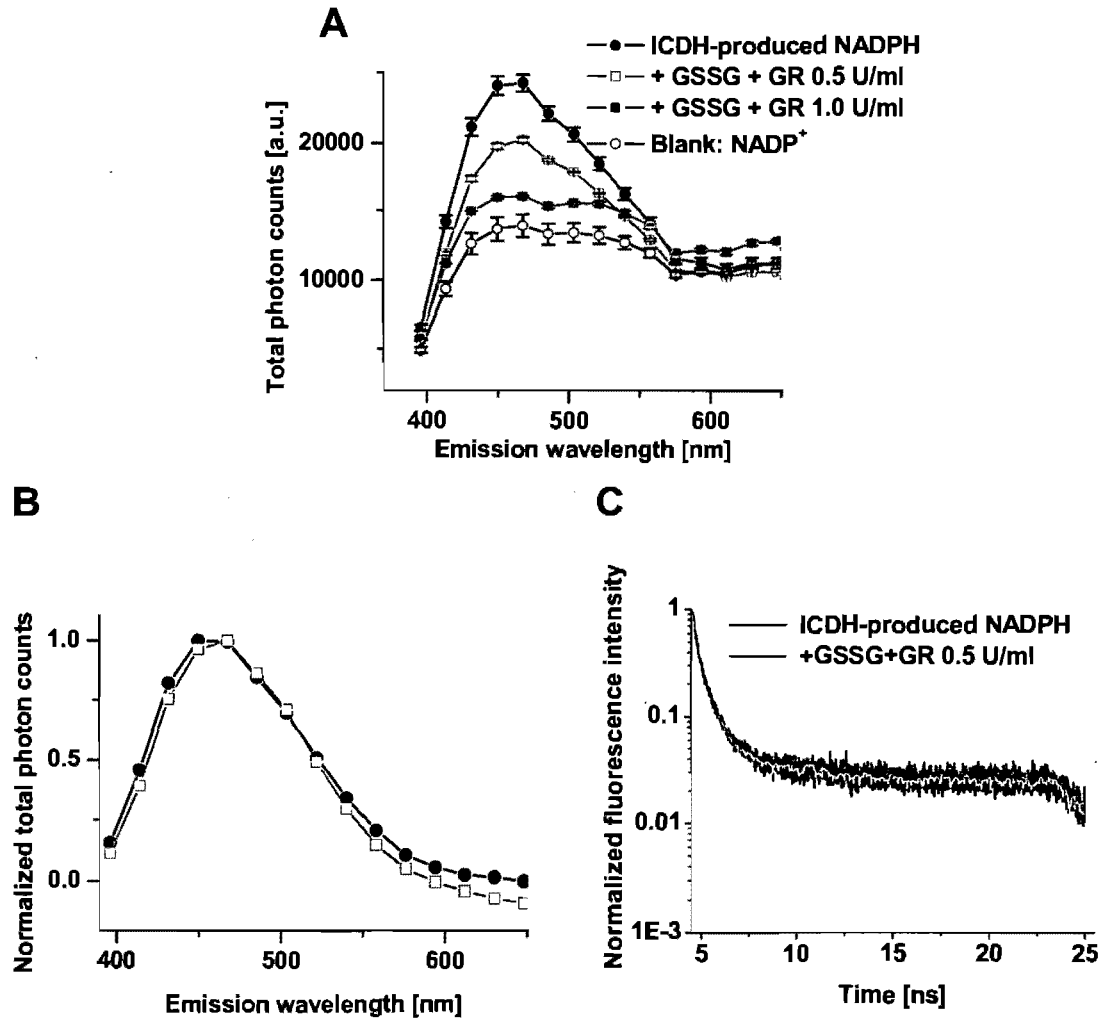 A
ICDH-produced NADPH
+ GSSG + GR 0.5 U/ml
+ GSSG + GR 1.0 U/ml
Blank: NADP+
Total photon counts [a.u.]
20000
10000
400
500
600
Emission wavelength [nm]
B
Normalized total photon counts
1.0
0.5
0.0
400
500
600
Emission wavelength [nm]
C
Normalized fluorescence intensity
ICDH-produced NADPH
+GSSG+GR 0.5 U/ml
1
0.1
0.01
1E-3
5
10
15
20
25
Time [ns]